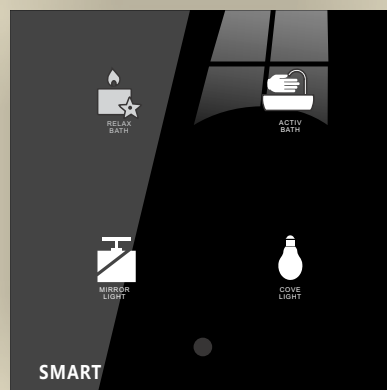 RELAX
BATH
ACTIV
BATH
MIRROR
LIGHT
COVE
LIGHT
SMART